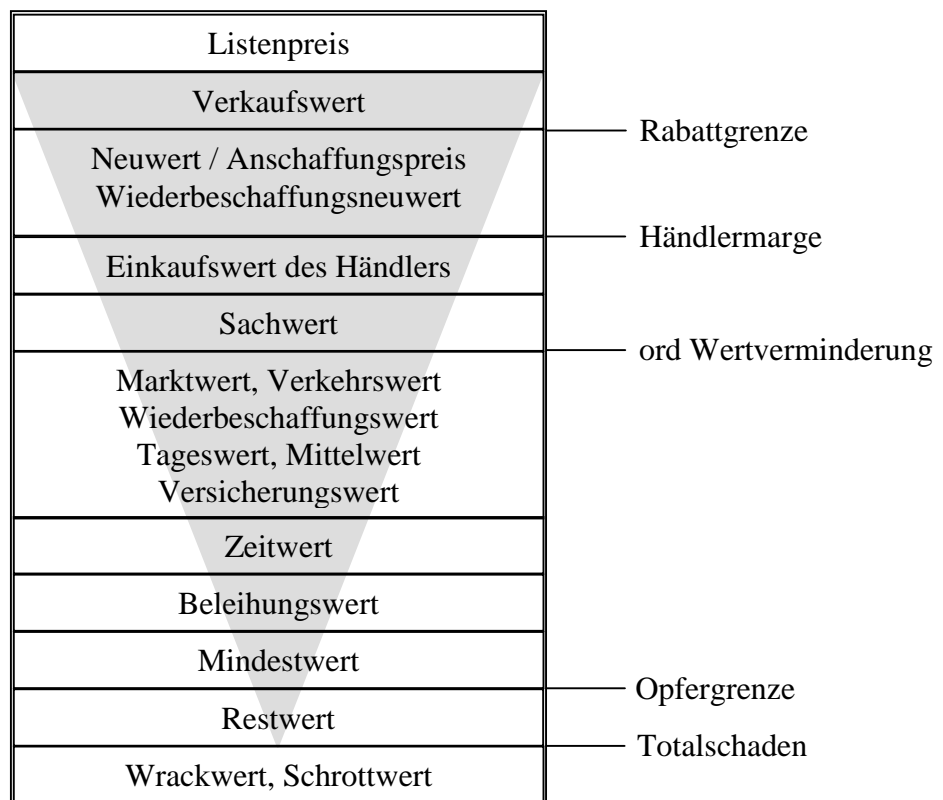 Listenpreis
Verkaufswert
Rabattgrenze
Neuwert / Anschaffungspreis
Wiederbeschaffungsneuwert
Händlermarge
Einkaufswert des Händlers
Sachwert
ord Wertverminderung
Marktwert, Verkehrswert
Wiederbeschaffungswert
Tageswert, Mittelwert
Versicherungswert
Zeitwert
Beleihungswert
Mindestwert
Opfergrenze
Restwert
Totalschaden
Wrackwert, Schrottwert